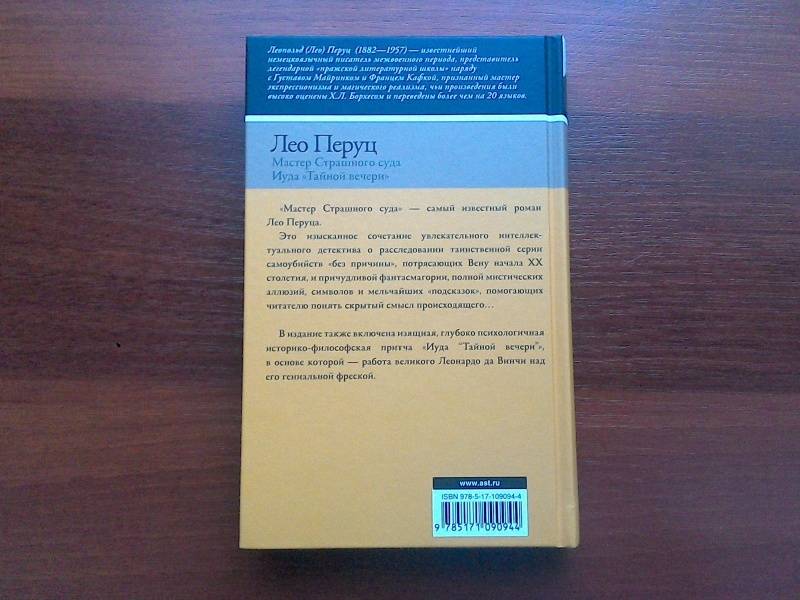 Леопольд (Лео) Перуц (1882—1957) — известнейший
немецкоязычный писатель межвоенного периода, представитель
легендарной «пражской литературной школы» наряду
с Густавом Майринком и Францем Кафкой, признанный мастер
экспрессионизма и магического реализма, чьи произведения были
высоко оценены Х.Л. Борхесом и переведены более чем на 20 языков.
Лео Перуц
Мастер Страшного суда
Иуда «Тайной вечери»
«Мастер Страшного суда» — самый известный роман
Лео Перуца.
Это изысканное сочетание увлекательного интеллек-
туального детектива о расследовании таинственной серии
самоубийств «без причины», потрясающих Вену начала XX
столетия, и причудливой фантасмагории, полной мистических
аллюзий, символов и мельчайших «подсказок», помогающих
читателю понять скрытый смысл происходящего…
В издание также включена изящная, глубоко психологичная
историко-философская притча «Иуда "Тайной вечери"»,
в основе которой — работа великого Леонардо да Винчи над
его гениальной фреской.
www.ast.ru
ISBN 978-5-17-109094-4
9 785171 090944